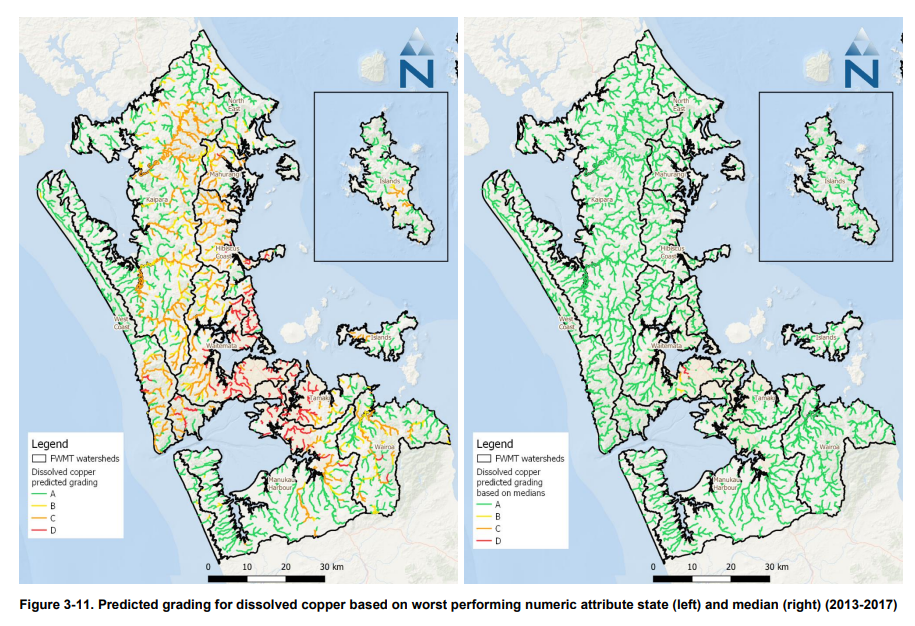 N
North
East
Mahurangi
Kaipara
Hibiscus
Coast
West
Coast
Waitemata
Islands
Islands
Tamaki
Wairoa
Manukau
Harbour
Legend
FWMT watersheds
Dissolved copper
predicted grading
A
B
C
D
0 10 20 30 km
N
North
East
Mahurangi
Kaipara
Hibiscus
Coast
West
Coast
Waitemata
Islands
Islands
Tamaki
Wairoa
Manukau
Harbour
Legend
FWMT watersheds
Dissolved copper
predicted grading
based on medians
A
B
C
D
0 10 20 30 km
Figure 3-11. Predicted grading for dissolved copper based on worst performing numeric attribute state (left) and median (right) (2013-2017)